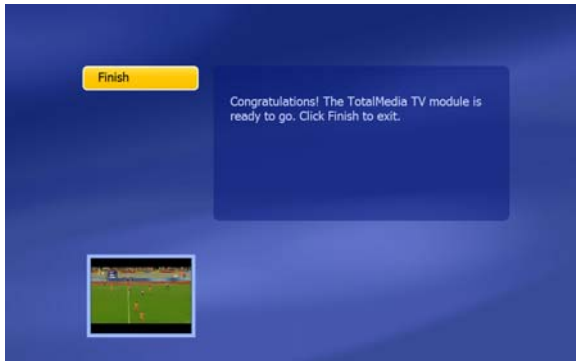 Finish
Congratulations! The TotalMedia TV module is
ready to go. Click Finish to exit.